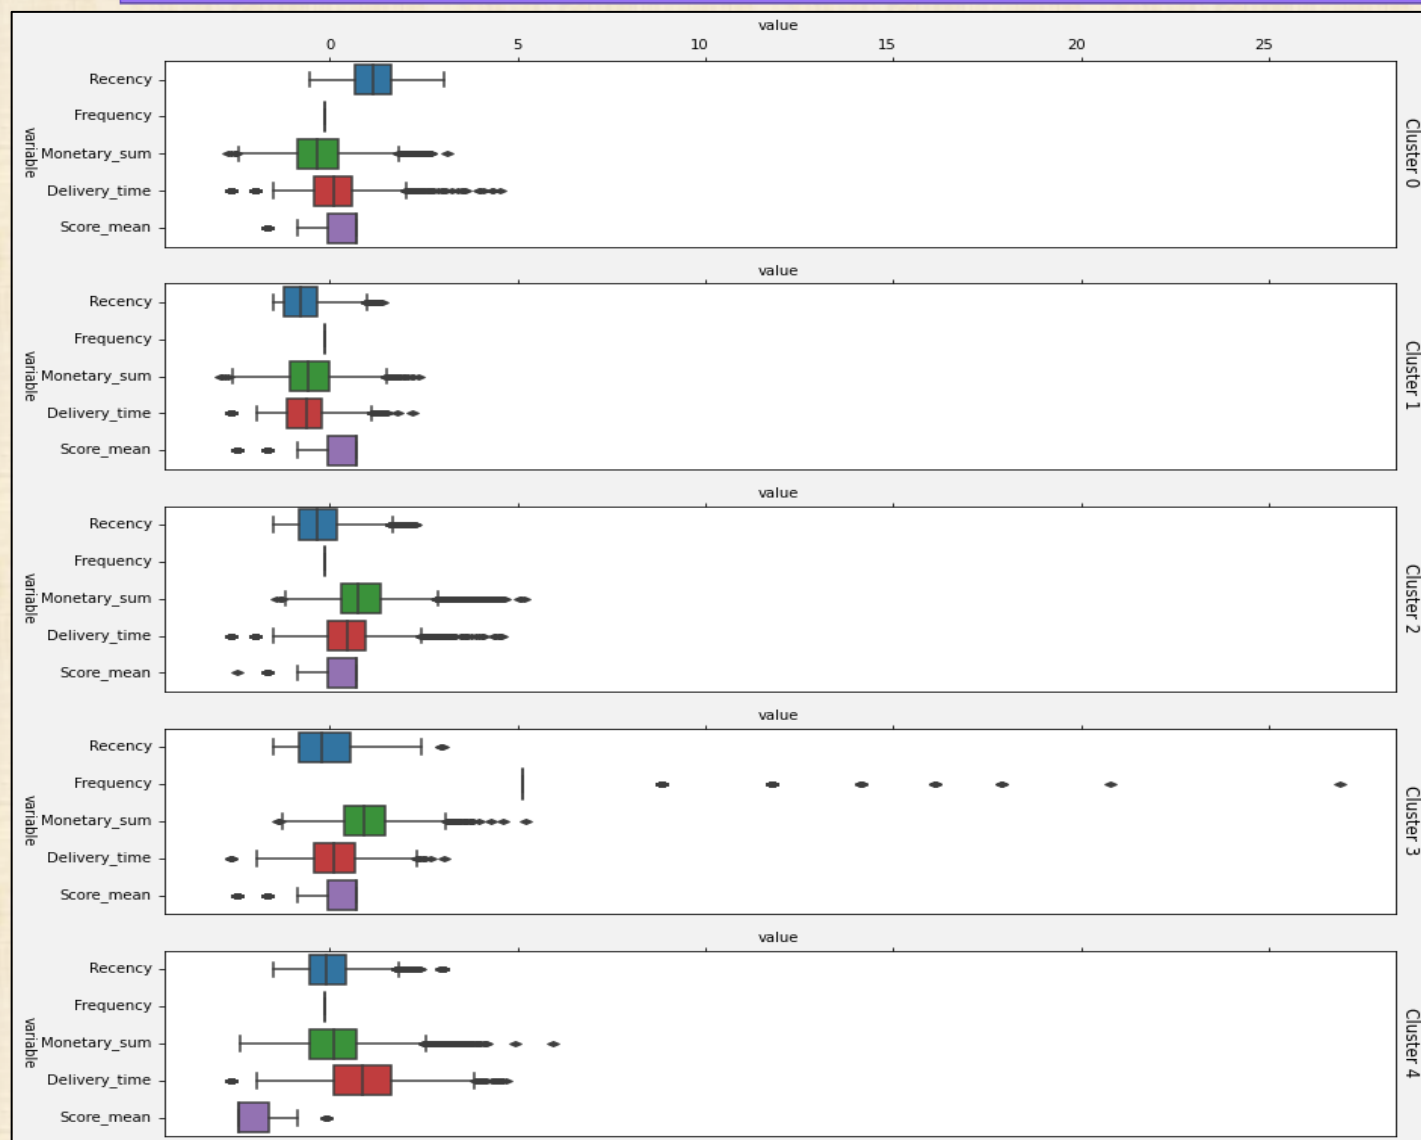 value
0 5 10 15 20 25
Recency
Frequency
Monetary_sum
Delivery_time
Score_mean
variable
Cluster 0
value
Recency
Frequency
Monetary_sum
Delivery_time
Score_mean
variable
Cluster 1
value
Recency
Frequency
Monetary_sum
Delivery_time
Score_mean
variable
Cluster 2
value
Recency
Frequency
Monetary_sum
Delivery_time
Score_mean
variable
Cluster 3
value
Recency
Frequency
Monetary_sum
Delivery_time
Score_mean
variable
Cluster 4